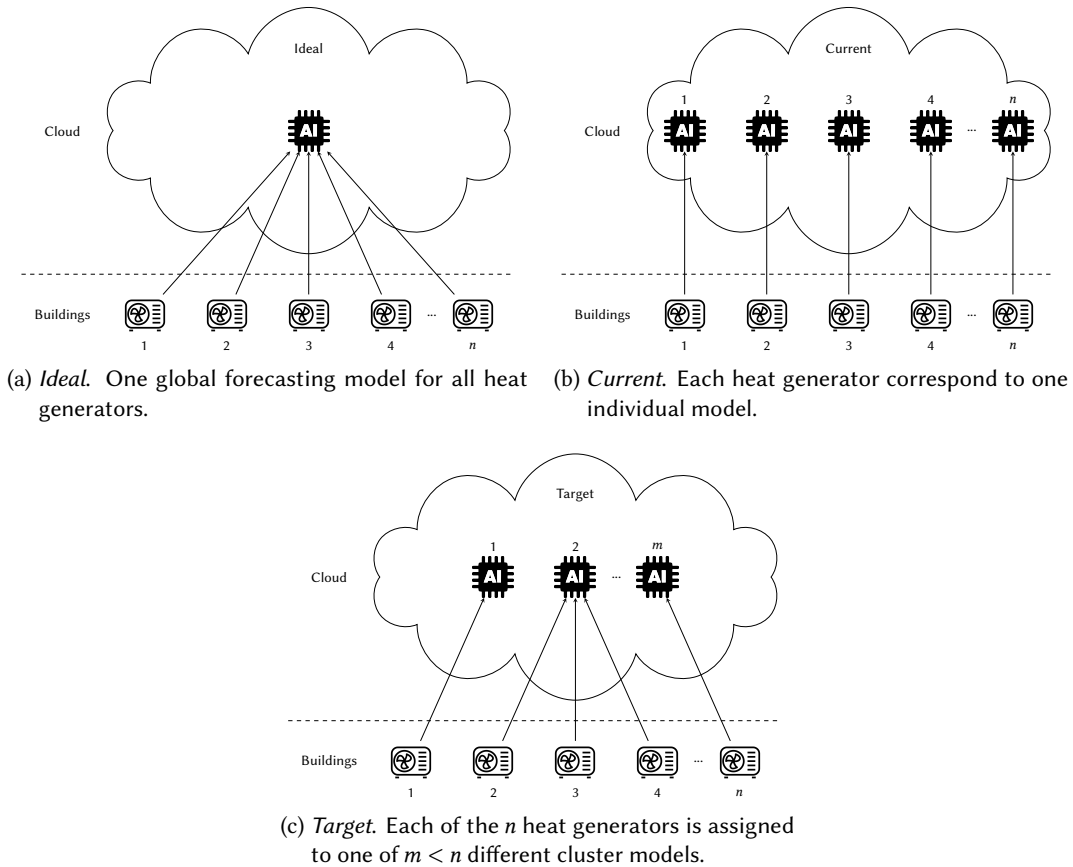 Ideal
Cloud
AI
Buildings
...
1 2 3 4 n
(a) Ideal. One global forecasting model for all heat
generators.
Current
1 2 3 4 n
Cloud
AI AI AI AI ... AI
Buildings
...
1 2 3 4 n
(b) Current. Each heat generator correspond to one
individual model.
Target
1 2 m
Cloud
AI AI ... AI
Buildings
...
1 2 3 4 n
(c) Target. Each of the n heat generators is assigned
to one of m < n different cluster models.